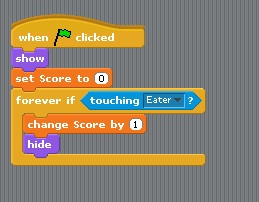 when clicked
show
set Score to 0
forever if touching Eater ?
change Score by 1
hide